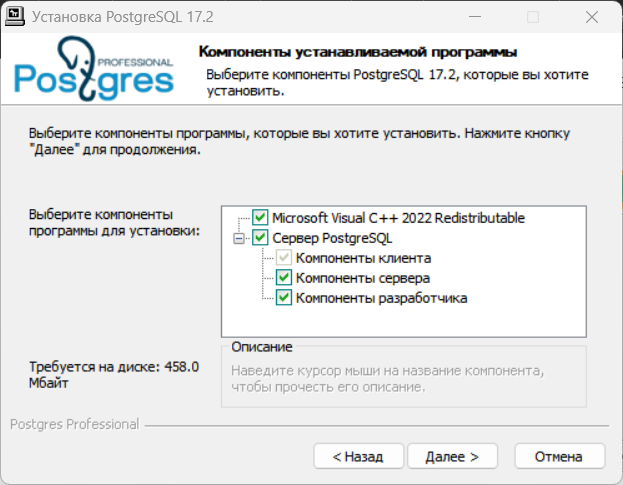 Установка PostgreSQL 17.2
PROFESSIONAL
Postgres
Компоненты устанавливаемой программы
Выберите компоненты PostgreSQL 17.2, которые вы хотите
установить.
Выберите компоненты программы, которые вы хотите установить. Нажмите кнопку
"Далее" для продолжения.
Выберите компоненты
программы для установки:
Microsoft Visual C++ 2022 Redistributable
Сервер PostgreSQL
Компоненты клиента
Компоненты сервера
Компоненты разработчика
Требуется на диске: 458.0
Мбайт
Описание
Наведите курсор мыши на название компонента,
чтобы прочесть его описание.
Postgres Professional
< Назад
Далее >
Отмена